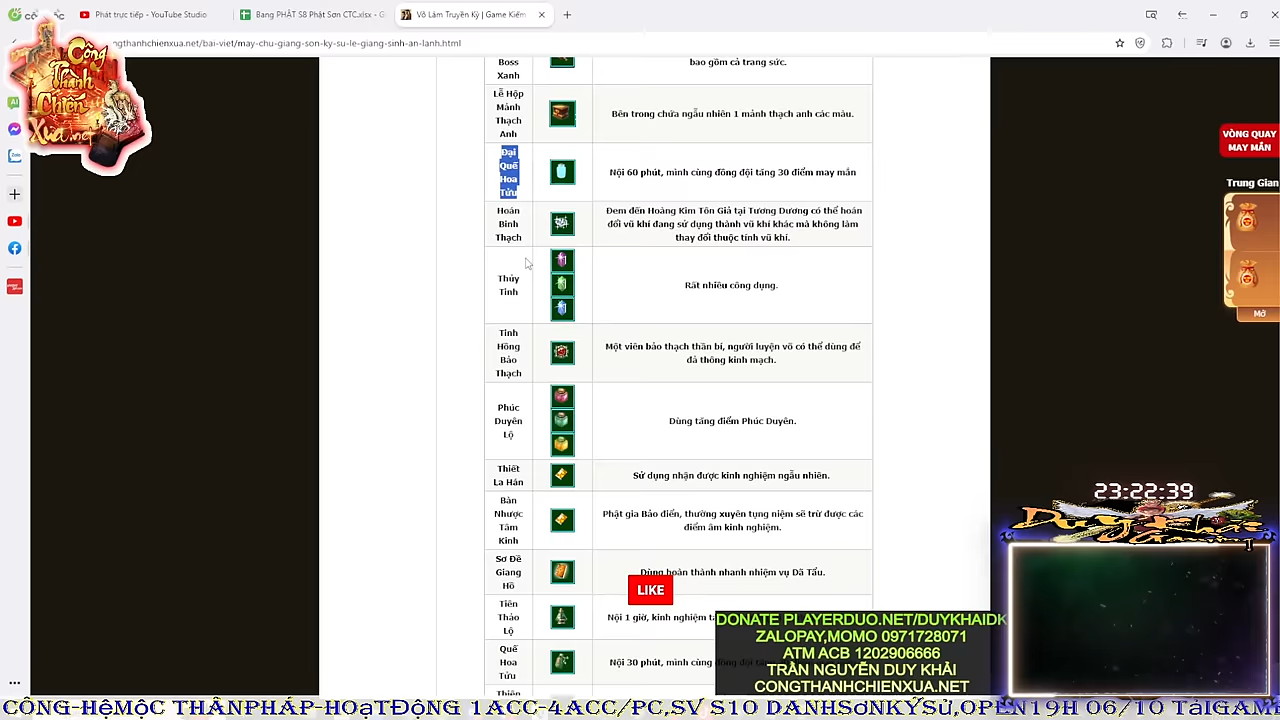 Phát trực tiếp - YouTube Studio
Bang PHẬT S8 Phật Sơn CTC.xlsx - G
Võ Lâm Truyền Kỳ | Game Kiếm
ongthanhchienxua.net/bai-viet/may-chu-giang-son-ky-su-le-giang-sinh-an-lanh.html
Công
Thành
Chiến
Xưa.net
Boss
Xanh
bao gồm cả trang sức.
Lễ Hộp
Mảnh
Thạch
Anh
Bên trong chứa ngẫu nhiên 1 mảnh thạch anh các màu.
Đại
Quế
Hoa
Tửu
Nội 60 phút, mình cùng đồng đội tăng 30 điểm may mắn
Hoán
Binh
Thạch
Đem đến Hoàng Kim Tôn Giả tại Tương Dương có thể hoán
đổi vũ khí đang sử dụng thành vũ khí khác mà không làm
thay đổi thuộc tính vũ khí.
Thủy
Tinh
Rất nhiều công dụng.
Tinh
Hồng
Bảo
Thạch
Một viên bảo thạch thần bí, người luyện võ có thể dùng để
đả thông kinh mạch.
Phúc
Duyên
Lộ
Dùng tăng điểm Phúc Duyên.
Thiết
La Hán
Sử dụng nhận được kinh nghiệm ngẫu nhiên.
Bàn
Nhược
Tâm
Kinh
Phật gia Bảo điển, thường xuyên tụng niệm sẽ trừ được các
điểm âm kinh nghiệm.
Sơ Đề
Giang
Hồ
Dùng hoàn thành nhanh nhiệm vụ Dã Tẩu.
Tiên
Thảo
Lộ
Nội 1 giờ, kinh nghiệm
Quế
Hoa
Tửu
Nội 30 phút, mình cùng đồng đội
Thiên
VÒNG QUAY
MAY MẮN
Trung Gian
Mở
23:22:39
Duy Khải
LIKE
DONATE PLAYERDUO.NET/DUYKHAIDK
ZALOPAY,MOMO 0971728071
ATM ACB 1202906666
TRẦN NGUYỄN DUY KHẢI
CONGTHANHCHIENXUA.NET
CÔNG-HệMộC THÂNPHÁP-HOạTĐỘNG 1ACC-4ACC/PC,SV S10 DANHSơNKỲSử,OPEN19H 06/10 TẠIGAM